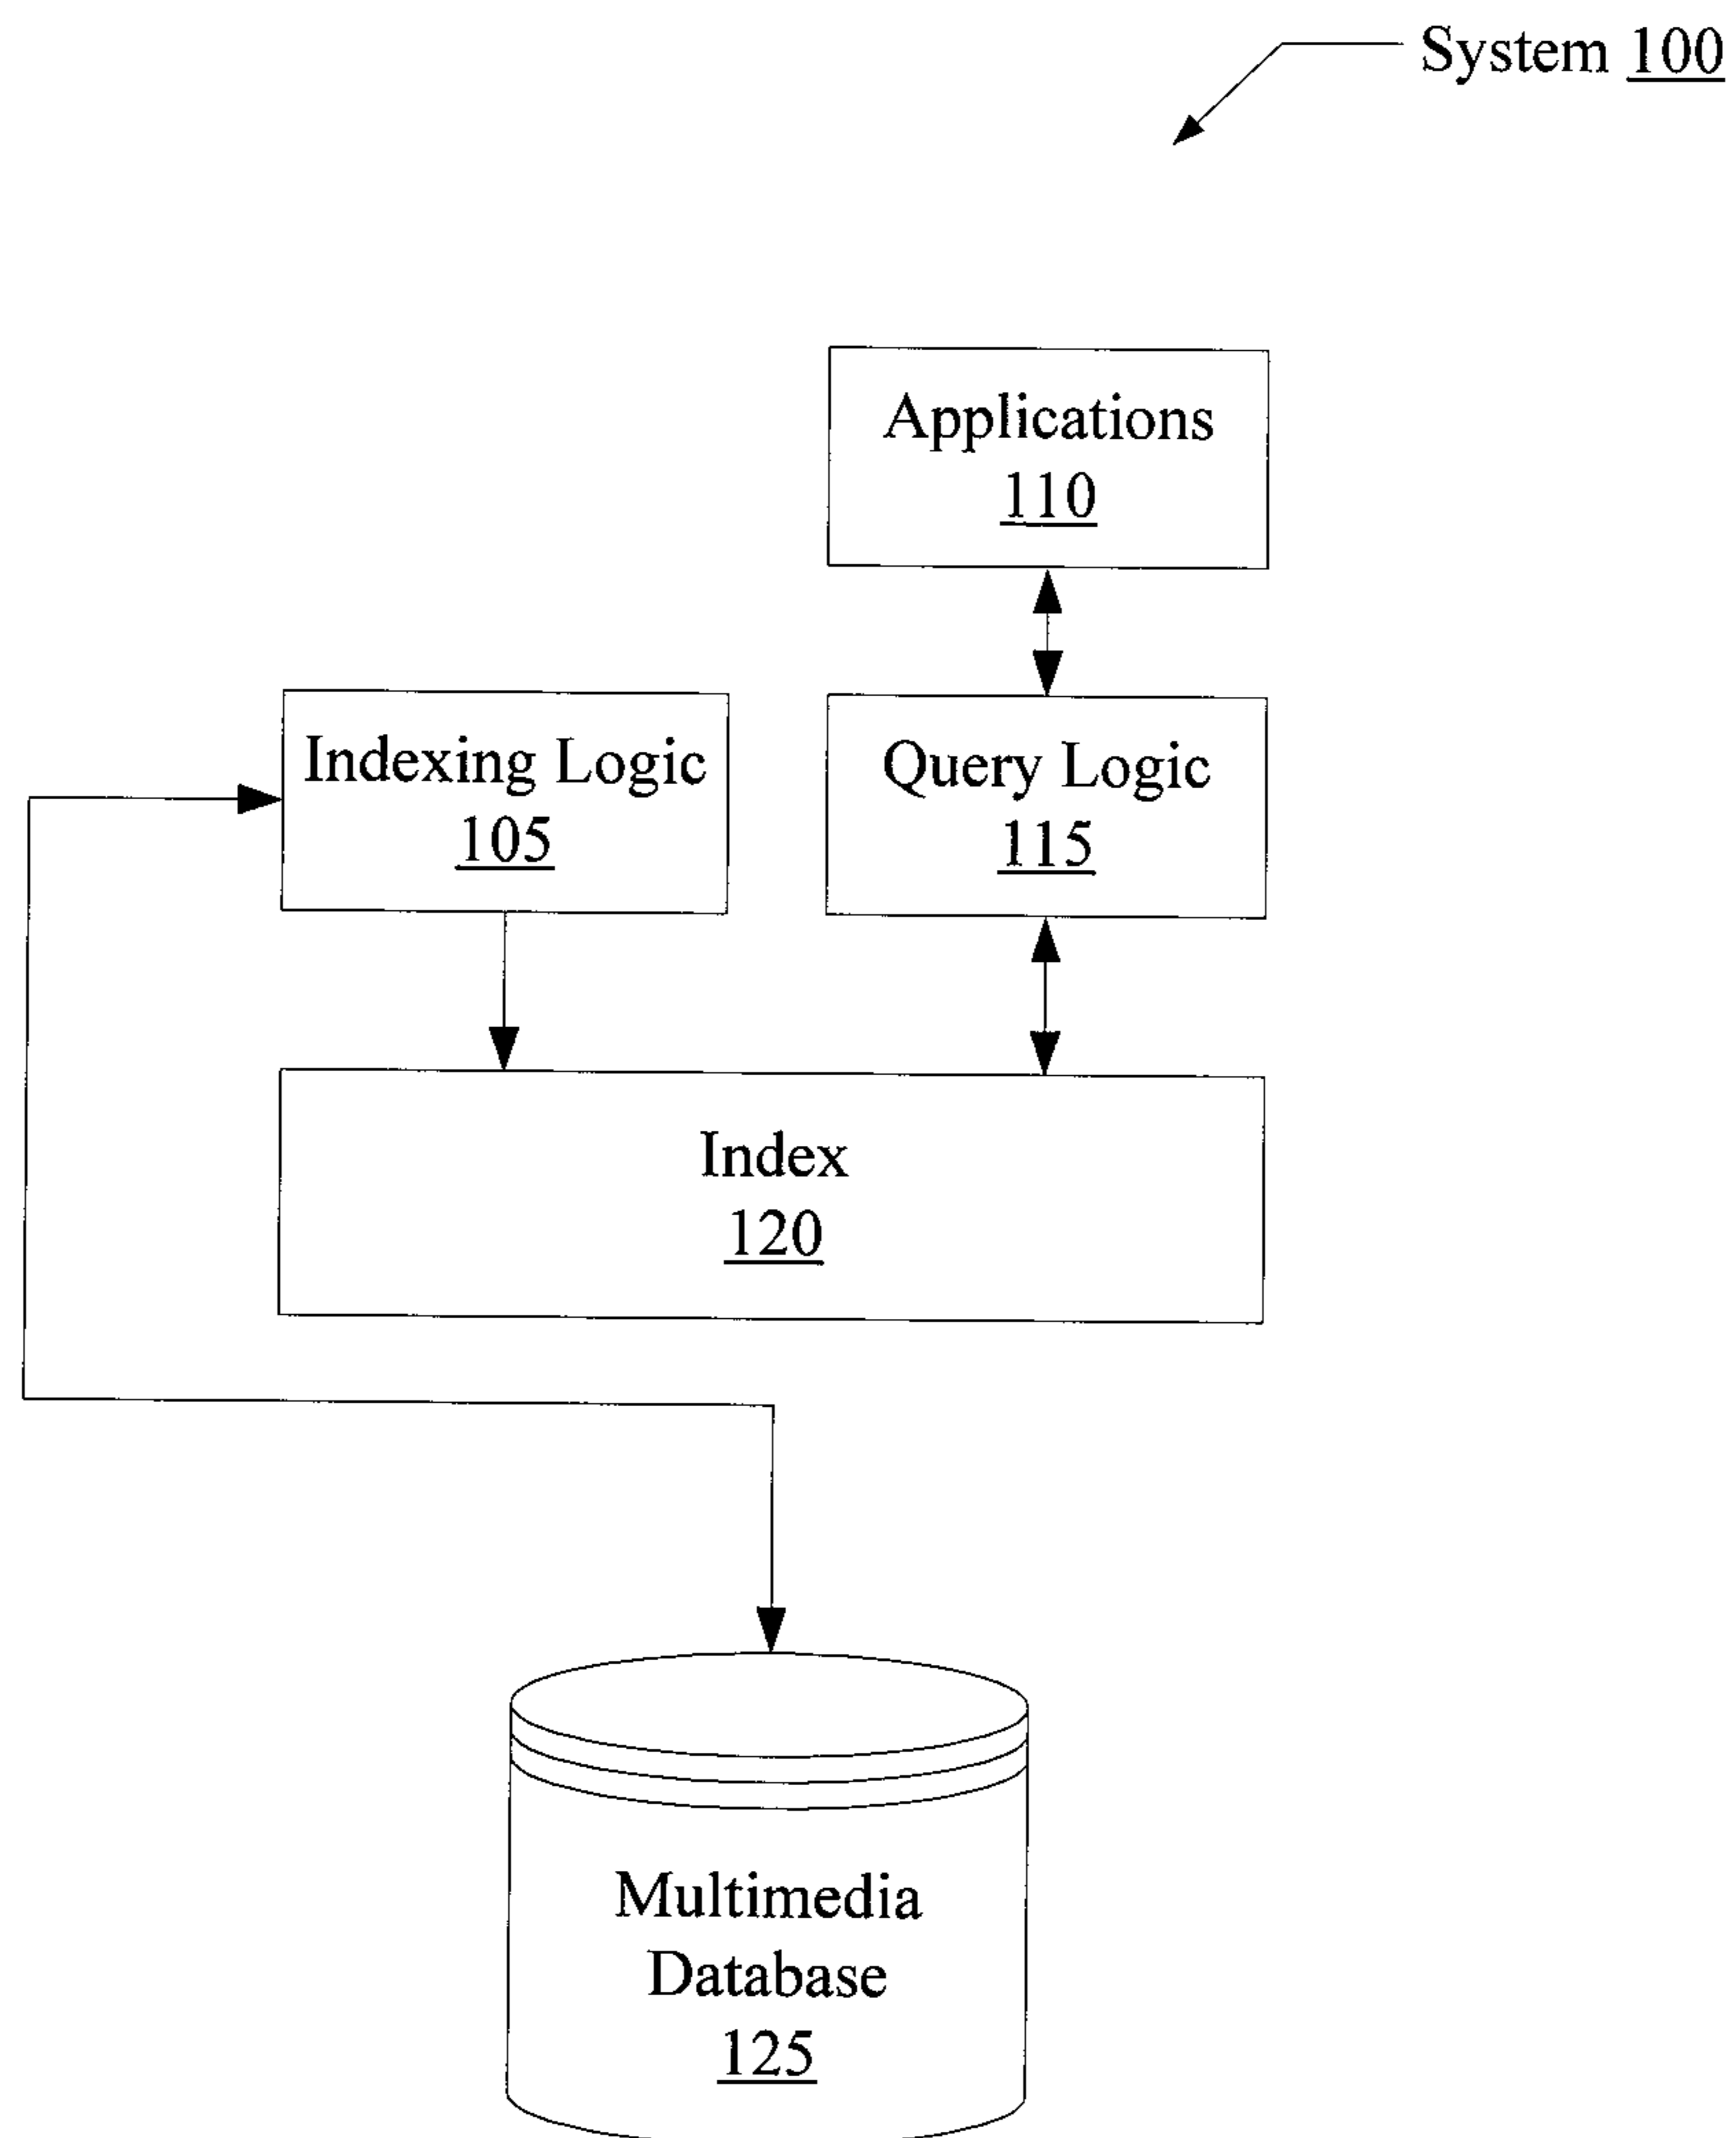 System 100
Applications
110
Indexing Logic
105
Query Logic
115
Index
120
Multimedia
Database
125